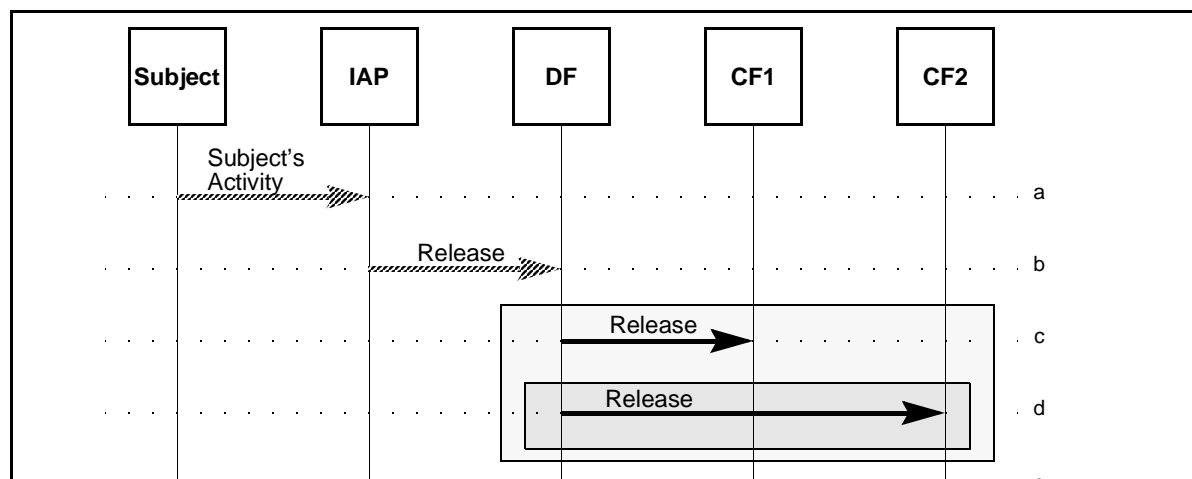 Subject IAP DF CF1 CF2
Subject's
Activity
a
Release
b
Release
c
Release
d